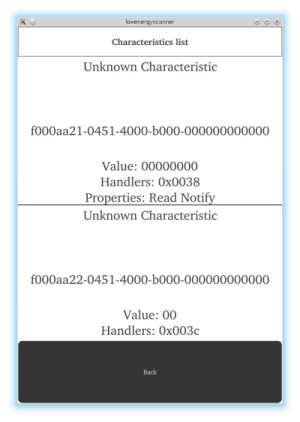 lowenergyscanner
Characteristics list
Unknown Characteristic
f000aa21-0451-4000-b000-000000000000
Value: 00000000
Handlers: 0x0038
Properties: Read Notify
Unknown Characteristic
f000aa22-0451-4000-b000-000000000000
Value: 00
Handlers: 0x003c
Back